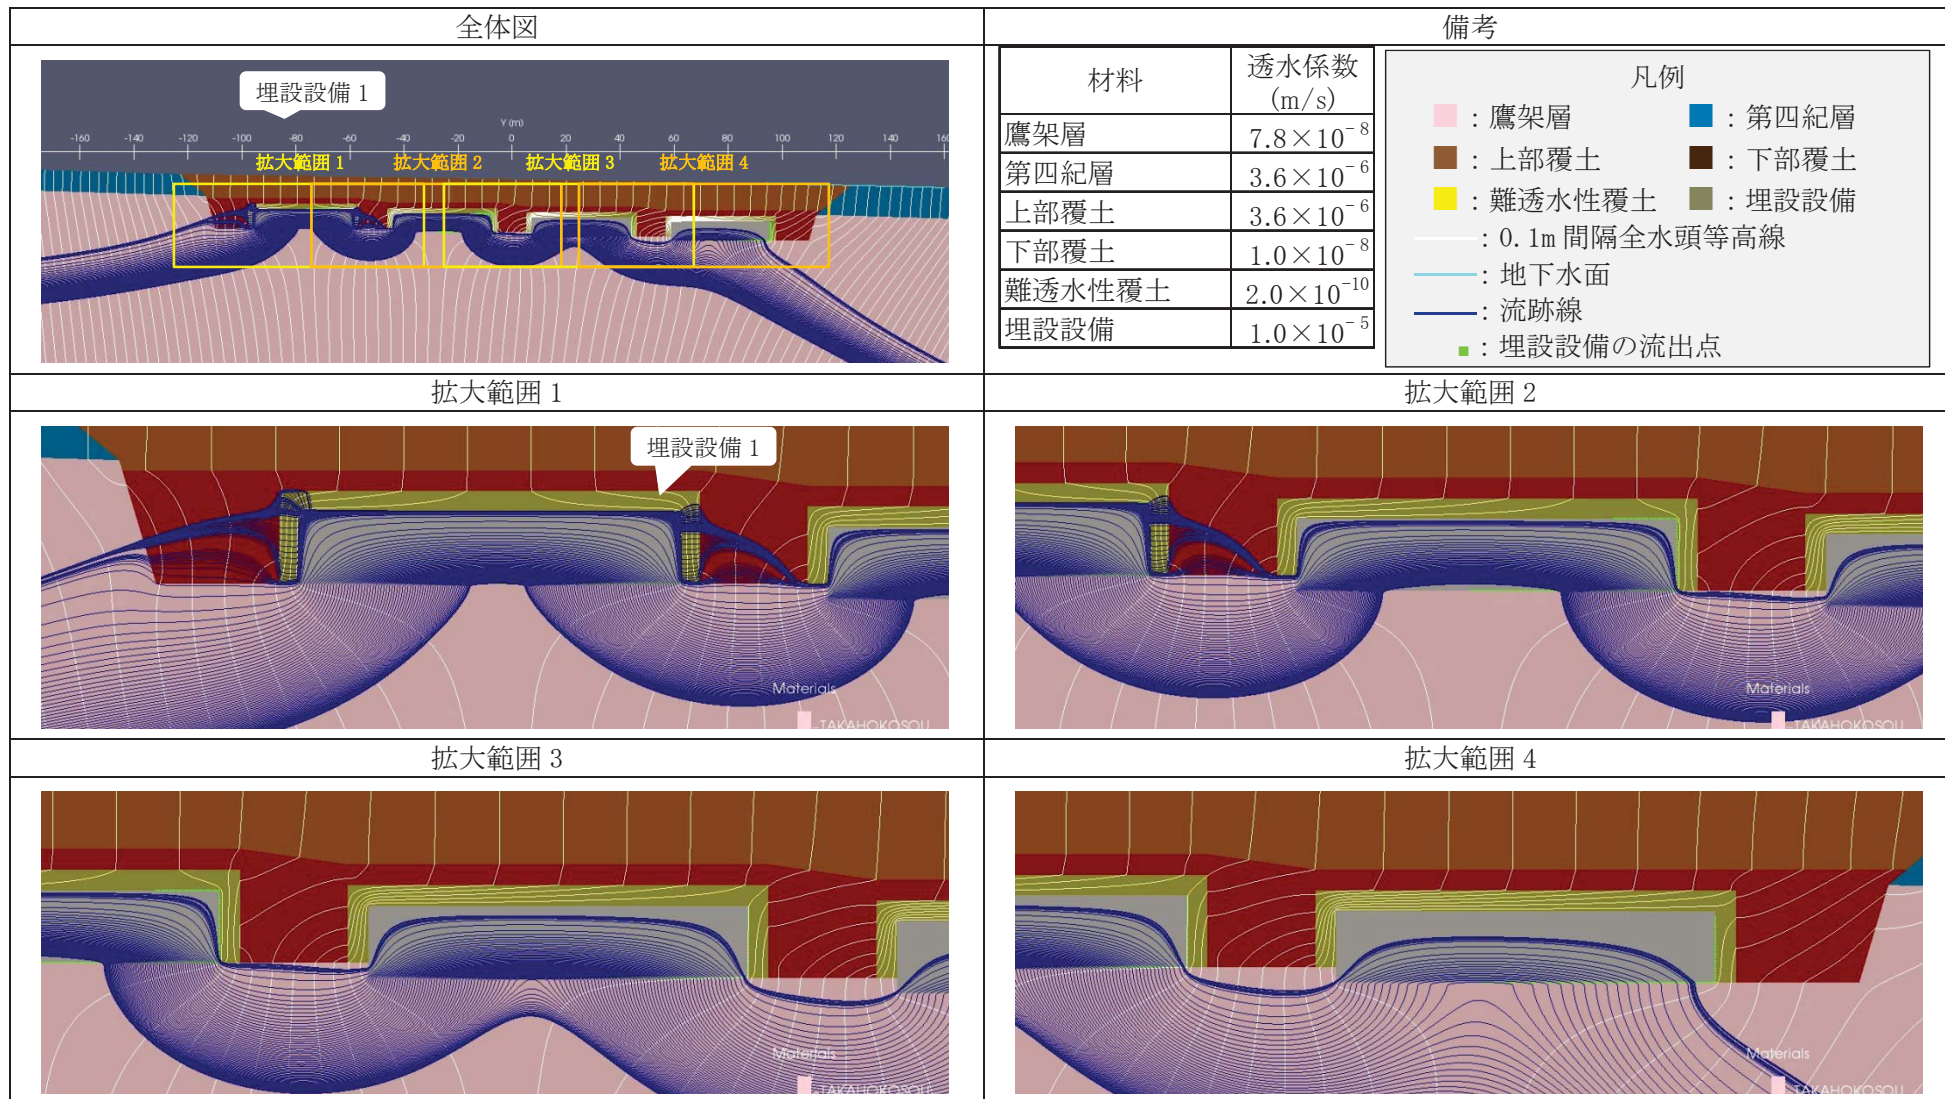 全体図
備考
埋設設備 1
Y (m)
-160 -140 -120 -100 -80 -60 -40 -20 0 20 40 60 80 100 120 140 160
拡大範囲 1 拡大範囲 2 拡大範囲 3 拡大範囲 4
材料 透水係数
(m/s)
鷹架層 7.8×10⁻⁸
第四紀層 3.6×10⁻⁶
上部覆土 3.6×10⁻⁶
下部覆土 1.0×10⁻⁸
難透水性覆土 2.0×10⁻¹⁰
埋設設備 1.0×10⁻⁵
凡例
：鷹架層 ：第四紀層
：上部覆土 ：下部覆土
：難透水性覆土 ：埋設設備
：0.1m 間隔全水頭等高線
：地下水面
：流跡線
：埋設設備の流出点
拡大範囲 1
拡大範囲 2
埋設設備 1
Materials
TAKAHOKOSOU
Materials
TAKAHOKOSOU
拡大範囲 3
拡大範囲 4
Materials
TAKAHOKOSOU
Materials
TAKAHOKOSOU